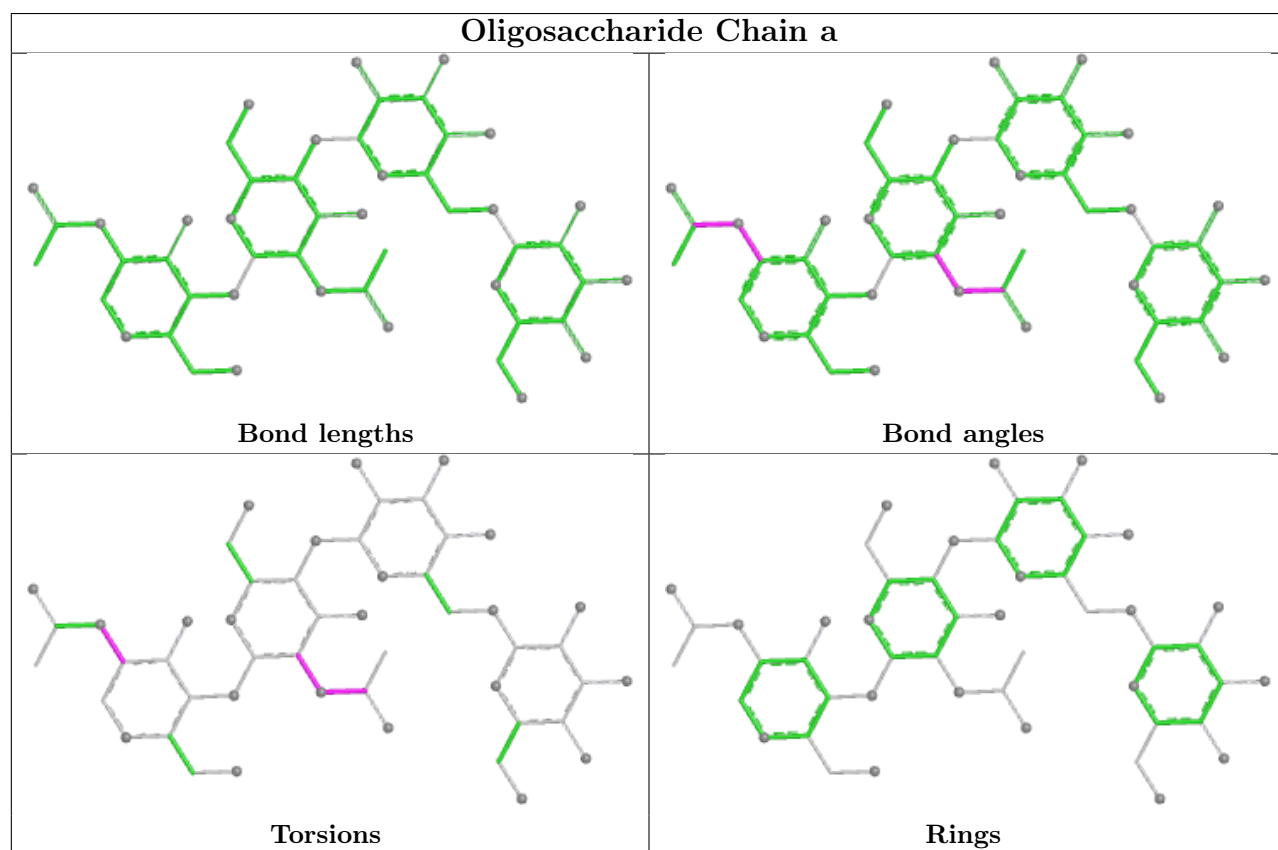 Oligosaccharide Chain a
Bond lengths
Bond angles
Torsions
Rings